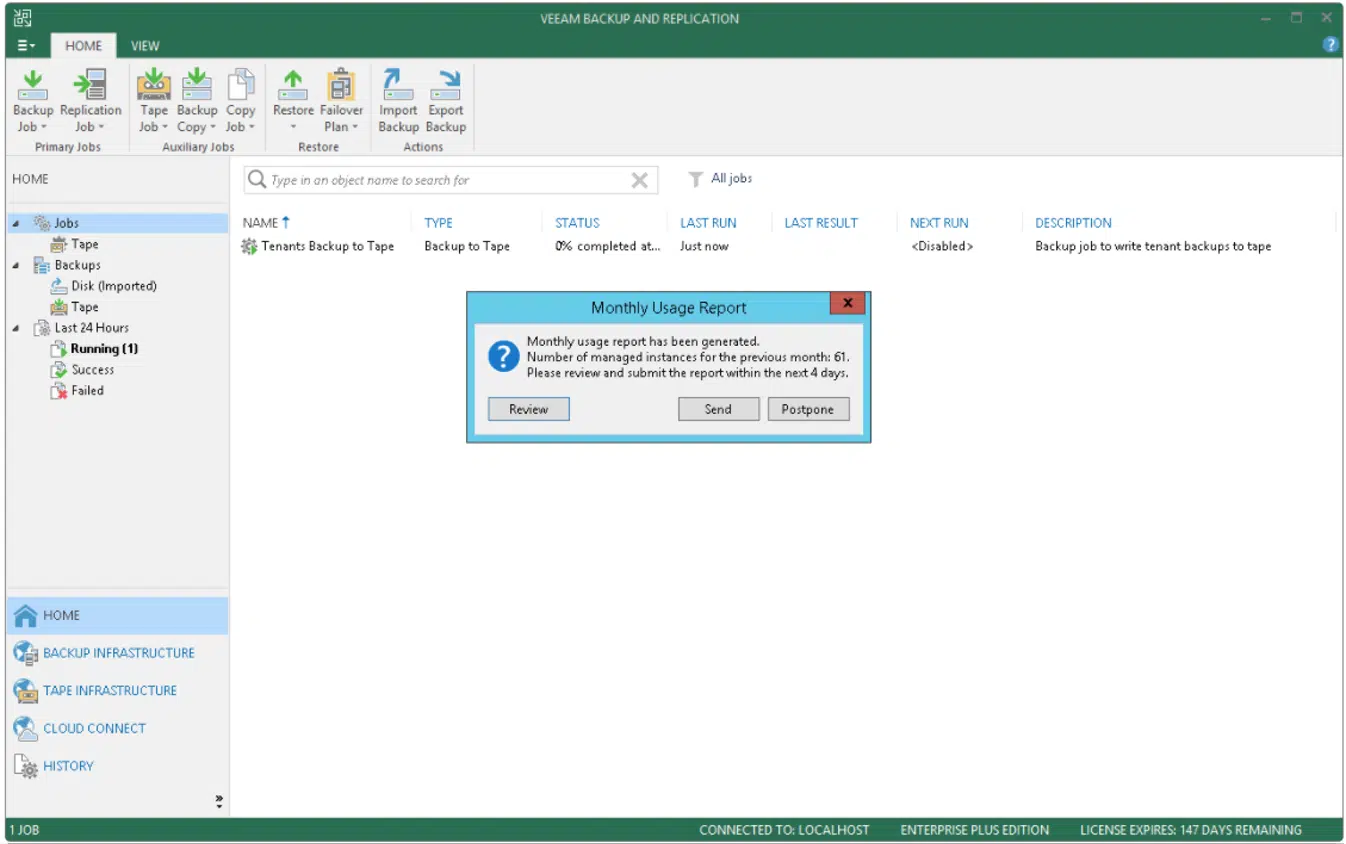 VEEAM BACKUP AND REPLICATION
HOME VIEW
?
Backup Job Replication Job Tape Job Backup Copy Copy Job Restore Failover Plan Import Backup Export Backup
Primary Jobs Auxiliary Jobs Restore Actions
HOME
Type in an object name to search for
All jobs
Jobs
Tape
Backups
Disk (Imported)
Tape
Last 24 Hours
Running (1)
Success
Failed
NAME TYPE STATUS LAST RUN LAST RESULT NEXT RUN DESCRIPTION
Tenants Backup to Tape Backup to Tape 0% completed at... Just now <Disabled> Backup job to write tenant backups to tape
Monthly Usage Report x
?
Monthly usage report has been generated.
Number of managed instances for the previous month: 61.
Please review and submit the report within the next 4 days.
Review Send Postpone
HOME
BACKUP INFRASTRUCTURE
TAPE INFRASTRUCTURE
CLOUD CONNECT
HISTORY
1 JOB CONNECTED TO: LOCALHOST ENTERPRISE PLUS EDITION LICENSE EXPIRES: 147 DAYS REMAINING